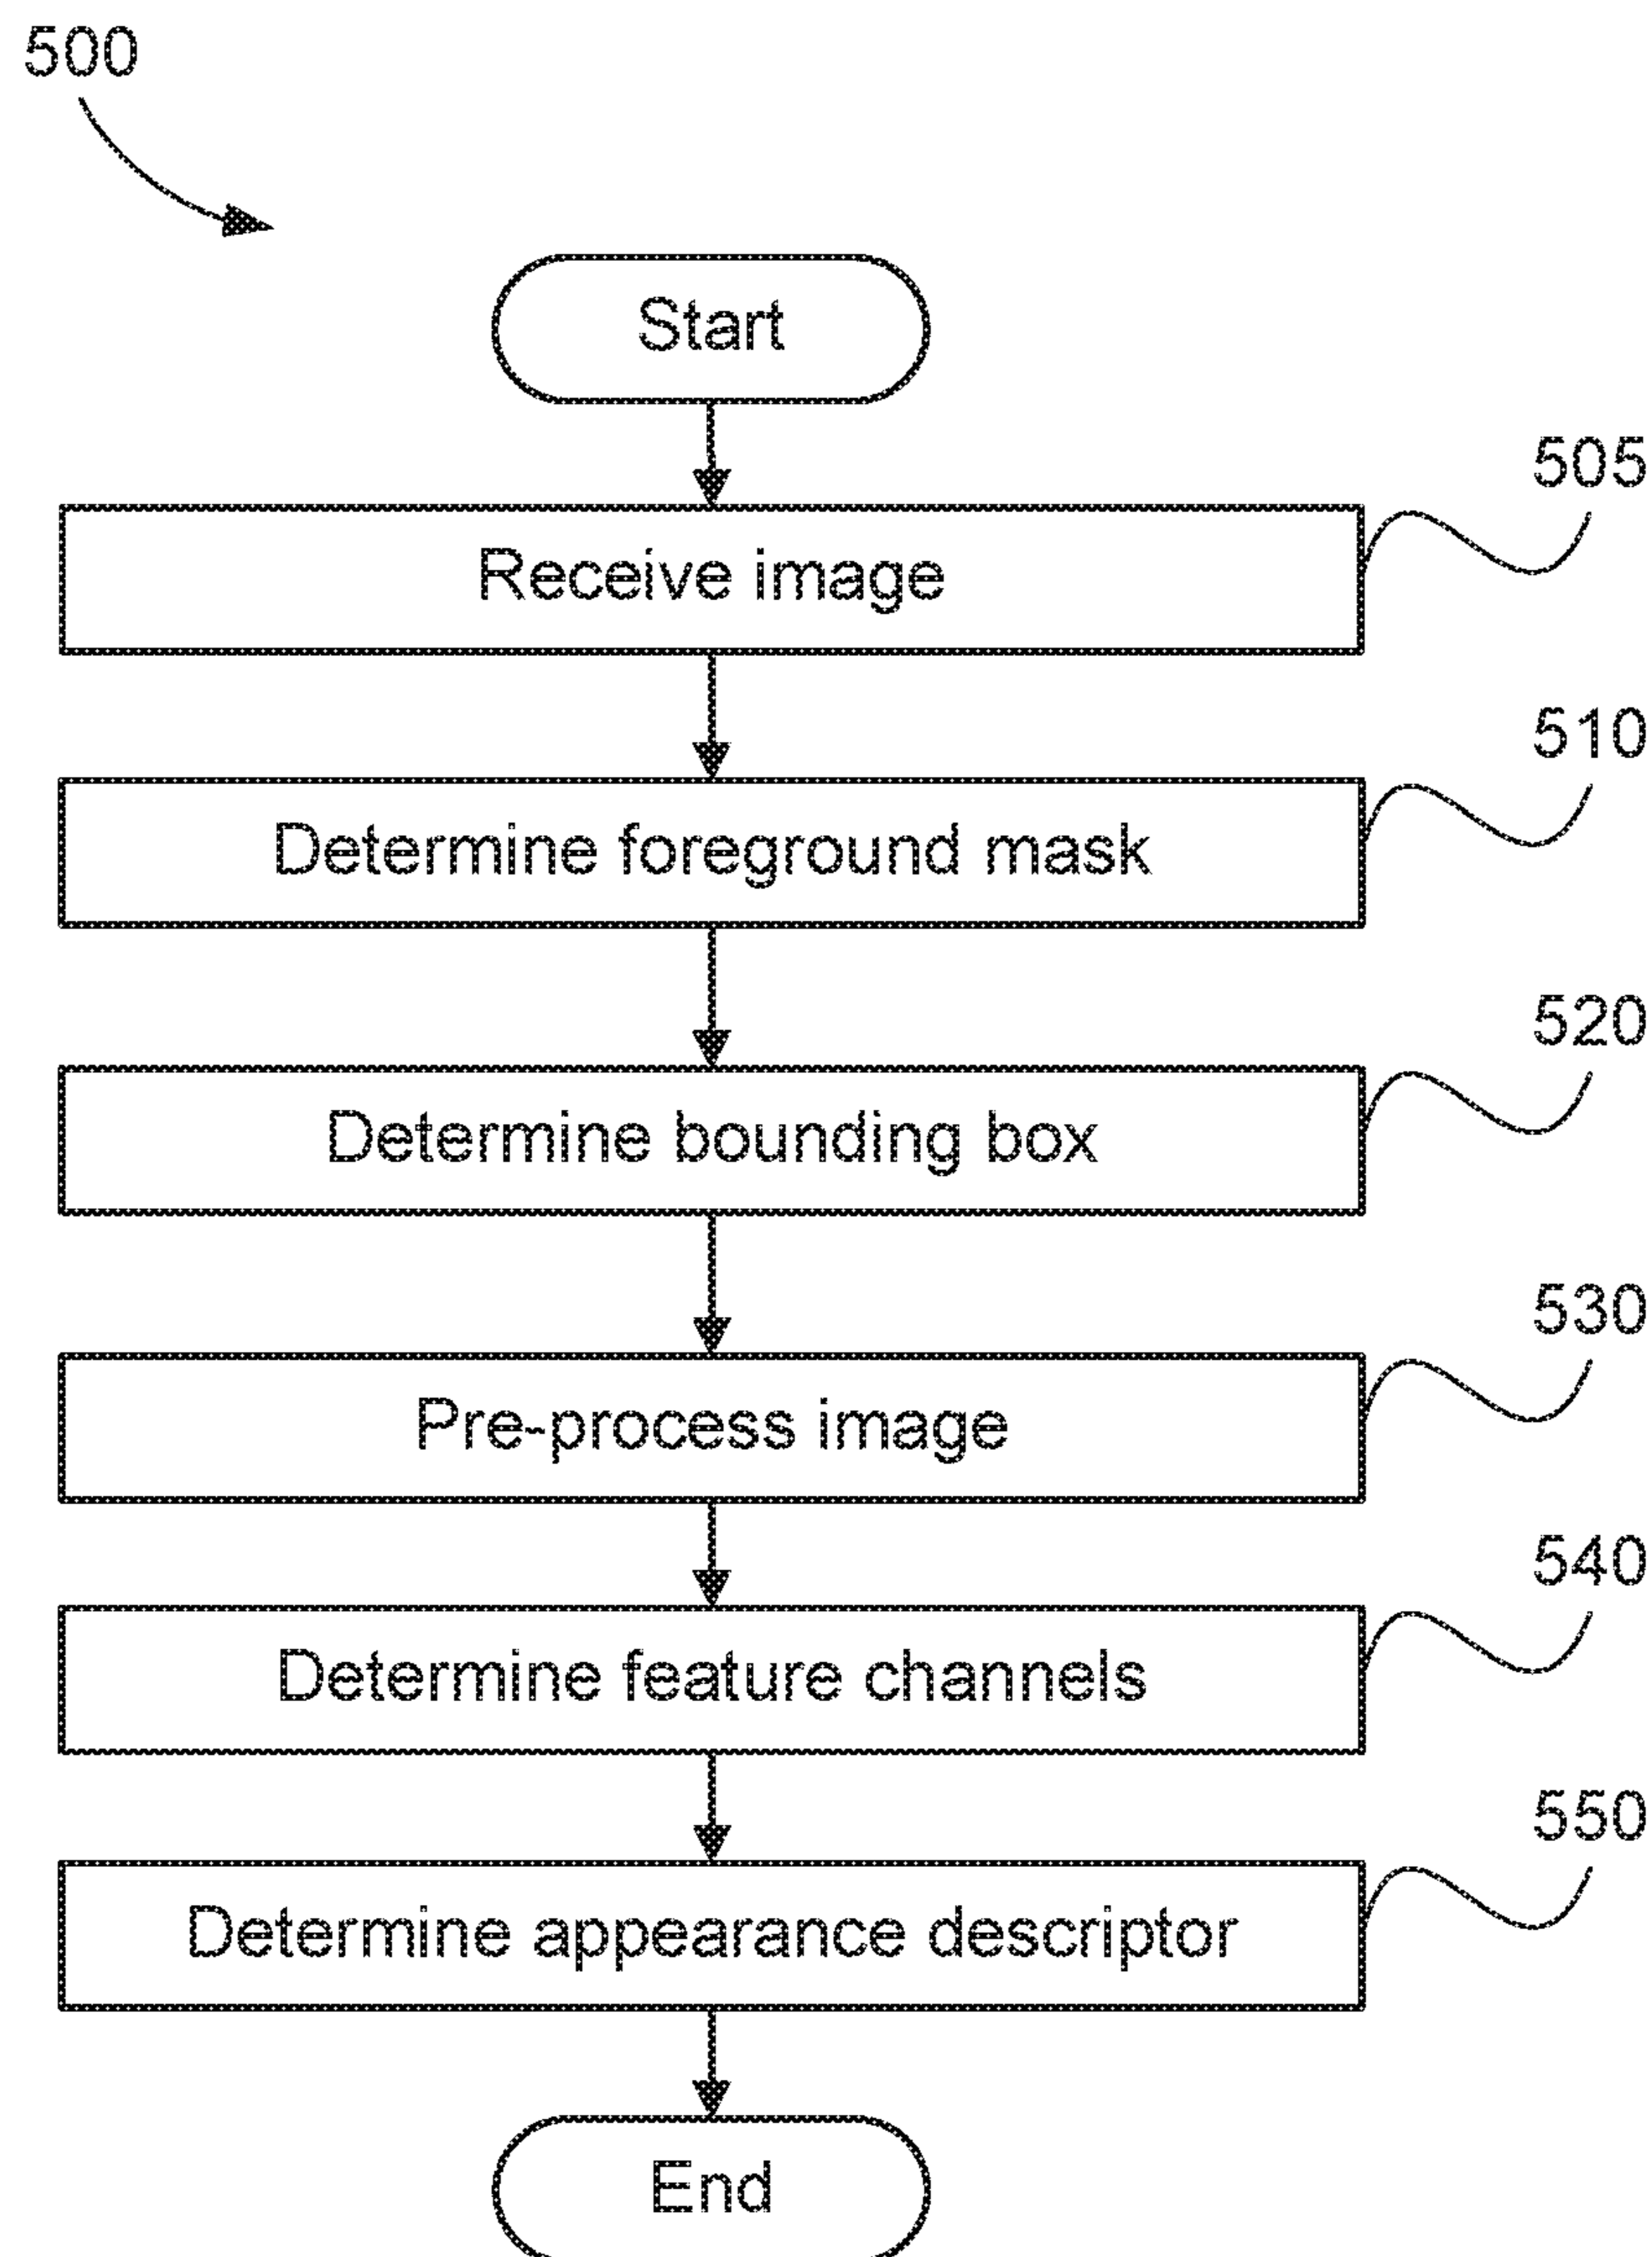 500
Start
505
Receive image
510
Determine foreground mask
520
Determine bounding box
530
Pre-process image
540
Determine feature channels
550
Determine appearance descriptor
End